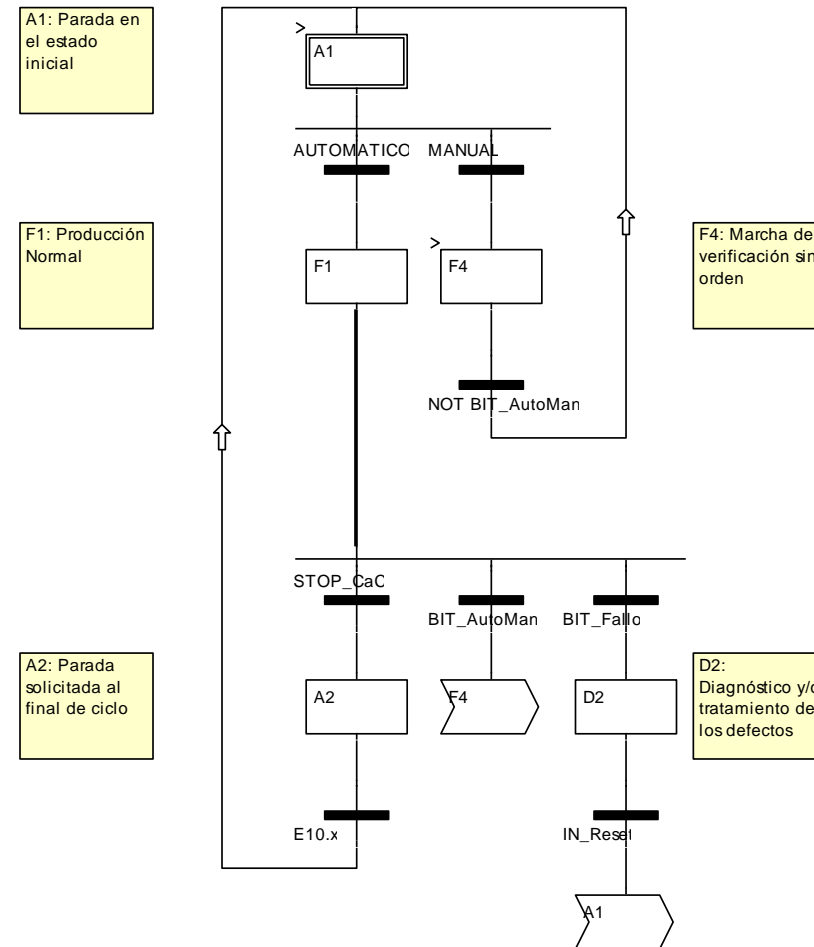 A1: Parada en
el estado
inicial
A1
AUTOMATICO
MANUAL
F1: Producción
Normal
F1
F4
F4: Marcha de
verificación sin
orden
NOT BIT_AutoMan
STOP_CaC
BIT_AutoMan
BIT_Fallo
A2: Parada
solicitada al
final de ciclo
A2
F4
D2
D2:
Diagnóstico y/o
tratamiento de
los defectos
E10.x
IN_Reset
A1